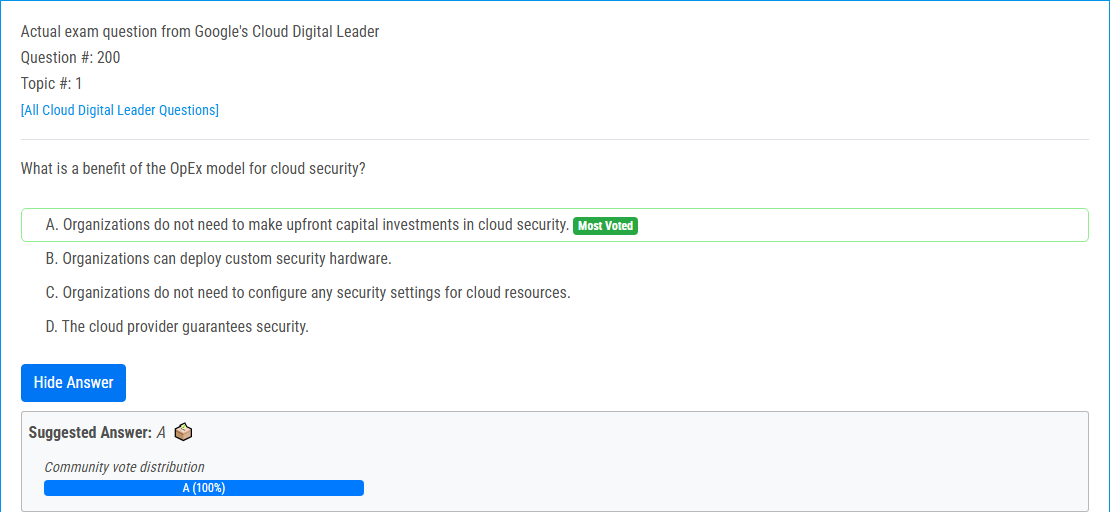 Actual exam question from Google's Cloud Digital Leader
Question #: 200
Topic #: 1
[All Cloud Digital Leader Questions]
What is a benefit of the OpEx model for cloud security?
A. Organizations do not need to make upfront capital investments in cloud security. Most Voted
B. Organizations can deploy custom security hardware.
C. Organizations do not need to configure any security settings for cloud resources.
D. The cloud provider guarantees security.
Hide Answer
Suggested Answer: A
Community vote distribution
A (100%)